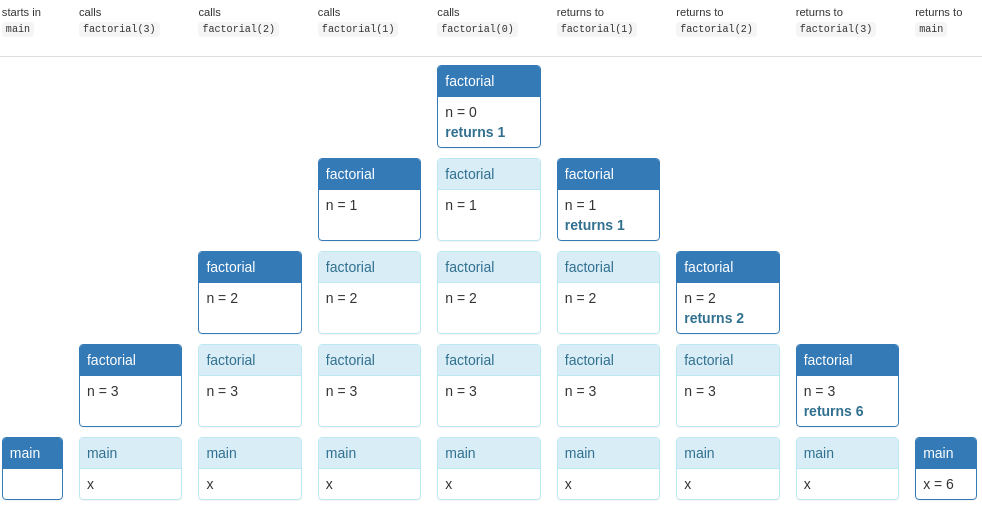 starts in
main
calls
factorial(3)
calls
factorial(2)
calls
factorial(1)
calls
factorial(0)
returns to
factorial(1)
returns to
factorial(2)
returns to
factorial(3)
returns to
main
factorial
n = 0
returns 1
factorial
n = 1
factorial
n = 1
factorial
n = 1
returns 1
factorial
n = 2
factorial
n = 2
factorial
n = 2
factorial
n = 2
factorial
n = 2
returns 2
factorial
n = 3
factorial
n = 3
factorial
n = 3
factorial
n = 3
factorial
n = 3
factorial
n = 3
factorial
n = 3
returns 6
main
main
x
main
x
main
x
main
x
main
x
main
x
main
x
main
x = 6